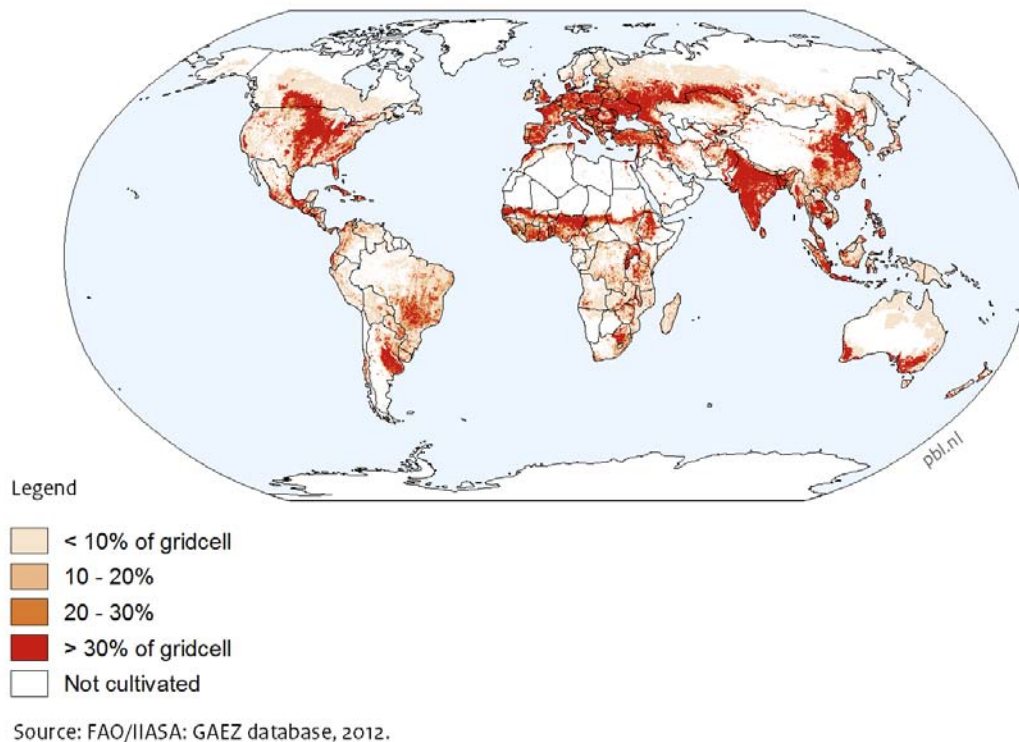 pbl.nl
Legend
< 10% of gridcell
10 - 20%
20 - 30%
> 30% of gridcell
Not cultivated
Source: FAO/IIASA: GAEZ database, 2012.